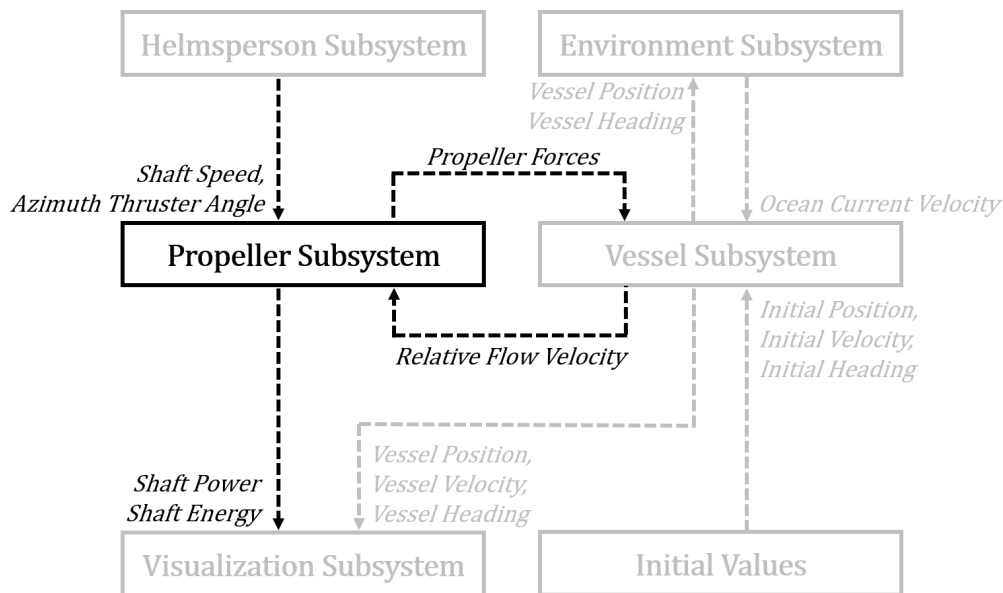 Helmsperson Subsystem
Environment Subsystem
Vessel Position
Vessel Heading
Propeller Forces
Shaft Speed,
Azimuth Thruster Angle
Ocean Current Velocity
Propeller Subsystem
Vessel Subsystem
Relative Flow Velocity
Initial Position,
Initial Velocity,
Initial Heading
Shaft Power
Shaft Energy
Vessel Position,
Vessel Velocity,
Vessel Heading
Visualization Subsystem
Initial Values